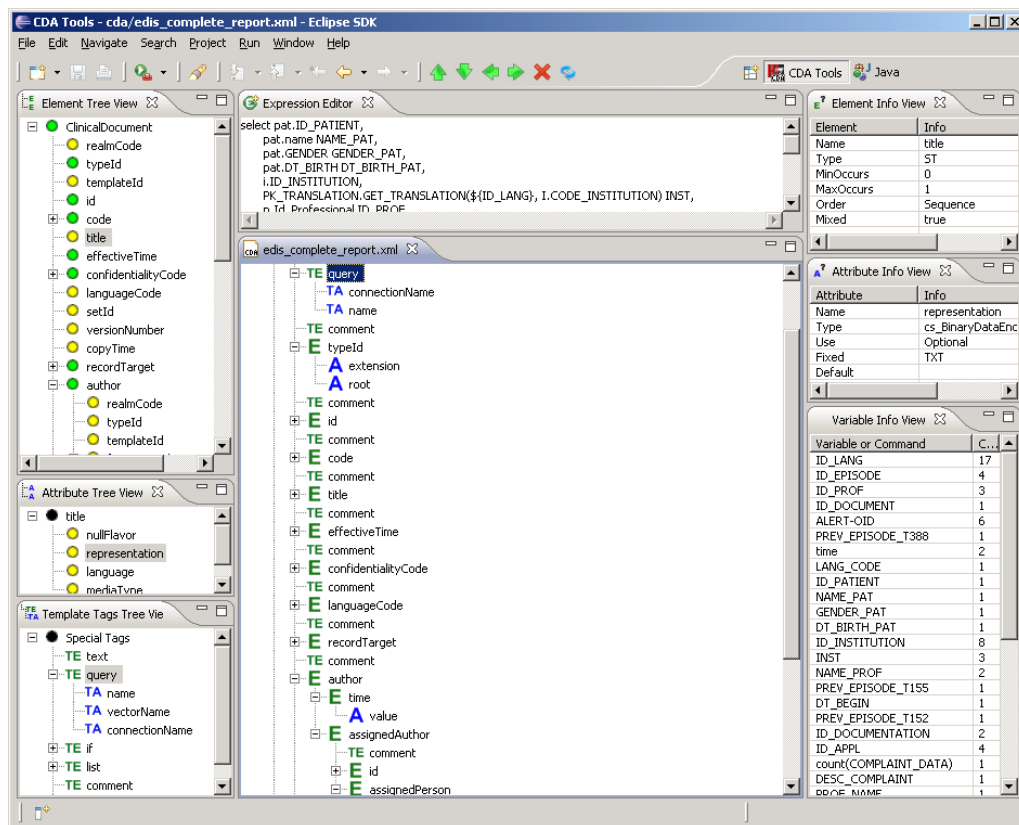 CDA Tools - cda/edis_complete_report.xml - Eclipse SDK
File Edit Navigate Search Project Run Window Help
CDA Tools Java
Element Tree View
ClinicalDocument
realmCode
typeId
templateId
id
code
title
effectiveTime
confidentialityCode
languageCode
setId
versionNumber
copyTime
recordTarget
author
realmCode
typeId
templateId
Attribute Tree View
title
nullFlavor
representation
language
mediaType
Template Tags Tree Vie
Special Tags
TE text
TE query
TA name
TA vectorName
TA connectionName
TE if
TE list
TE comment
Expression Editor
select pat.ID_PATIENT,
pat.name NAME_PAT,
pat.GENDER GENDER_PAT,
pat.DT_BIRTH DT_BIRTH_PAT,
i.ID_INSTITUTION,
PK_TRANSLATION.GET_TRANSLATION(${ID_LANG}, I.CODE_INSTITUTION) INST,
p.Id_Professional ID_PROF
edis_complete_report.xml
TE query
TA connectionName
TA name
TE comment
E typeId
A extension
A root
TE comment
E id
TE comment
E code
TE comment
E title
TE comment
E effectiveTime
TE comment
E confidentialityCode
TE comment
E languageCode
TE comment
E recordTarget
TE comment
E author
E time
A value
E assignedAuthor
TE comment
E id
E assignedPerson
Element Info View
Element Info
Name title
Type ST
MinOccurs 0
MaxOccurs 1
Order Sequence
Mixed true
Attribute Info View
Attribute Info
Name representation
Type cs_BinaryDataEnc
Use Optional
Fixed TXT
Default
Variable Info View
Variable or Command C...
ID_LANG 17
ID_EPISODE 4
ID_PROF 3
ID_DOCUMENT 1
ALERT-OID 6
PREV_EPISODE_T388 1
time 2
LANG_CODE 1
ID_PATIENT 1
NAME_PAT 1
GENDER_PAT 1
DT_BIRTH_PAT 1
ID_INSTITUTION 8
INST 3
NAME_PROF 2
PREV_EPISODE_T155 1
DT_BEGIN 1
PREV_EPISODE_T152 1
ID_DOCUMENTATION 2
ID_APPL 4
count(COMPLAINT_DATA) 1
DESC_COMPLAINT 1
PROF_NAME 1